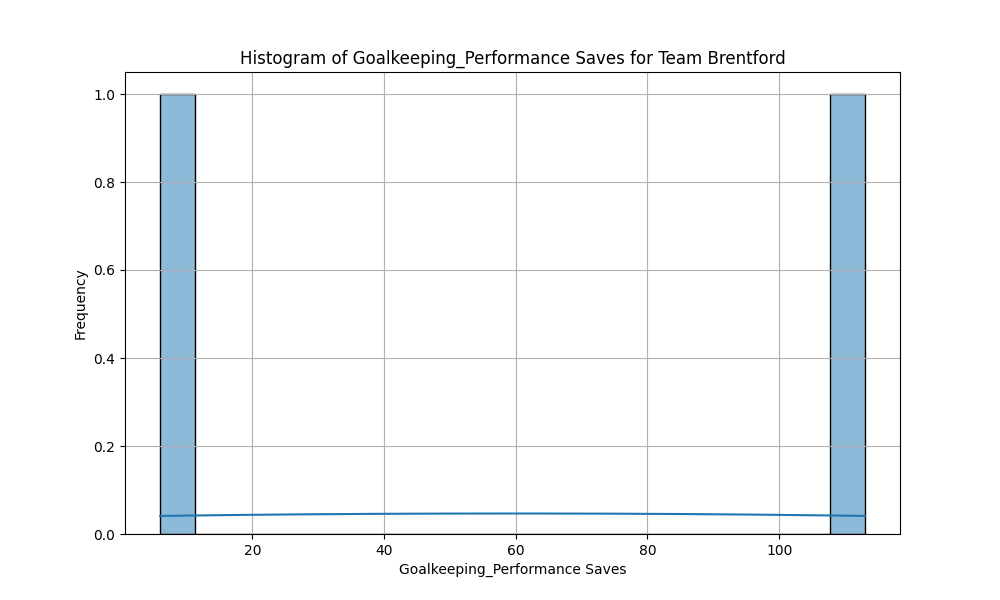 Histogram of Goalkeeping_Performance Saves for Team Brentford
1.0
0.8
0.6
0.4
0.2
0.0
Frequency
20 40 60 80 100
Goalkeeping_Performance Saves